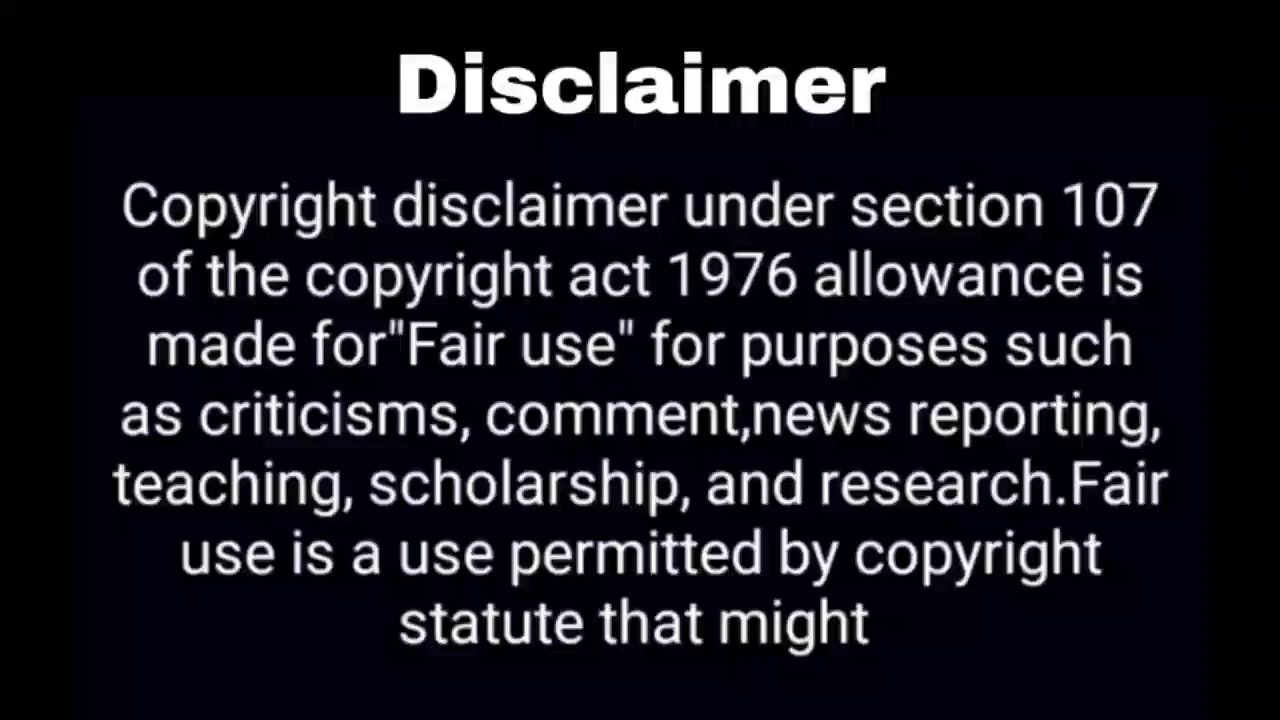 Disclaimer
Copyright disclaimer under section 107
of the copyright act 1976 allowance is
made for"Fair use" for purposes such
as criticisms, comment,news reporting,
teaching, scholarship, and research.Fair
use is a use permitted by copyright
statute that might